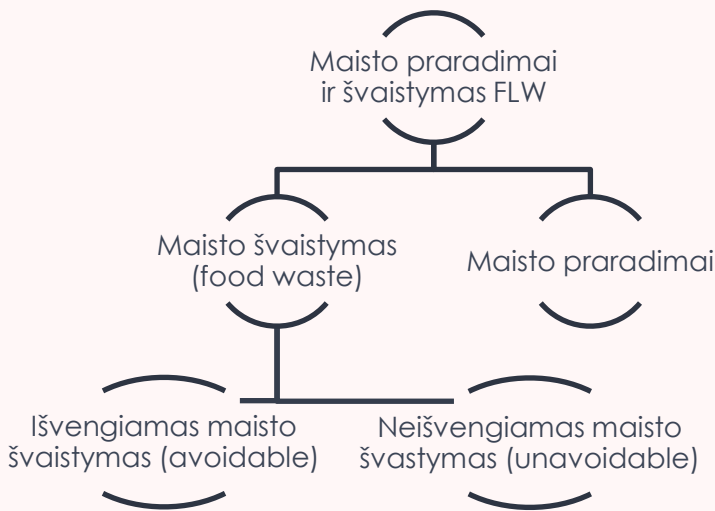 Maisto praradimai
ir švaistymas FLW
Maisto švaistymas
(food waste)
Maisto praradimai
Išvengiamas maisto
švaistymas (avoidable)
Neišvengiamas maisto
švastymas (unavoidable)